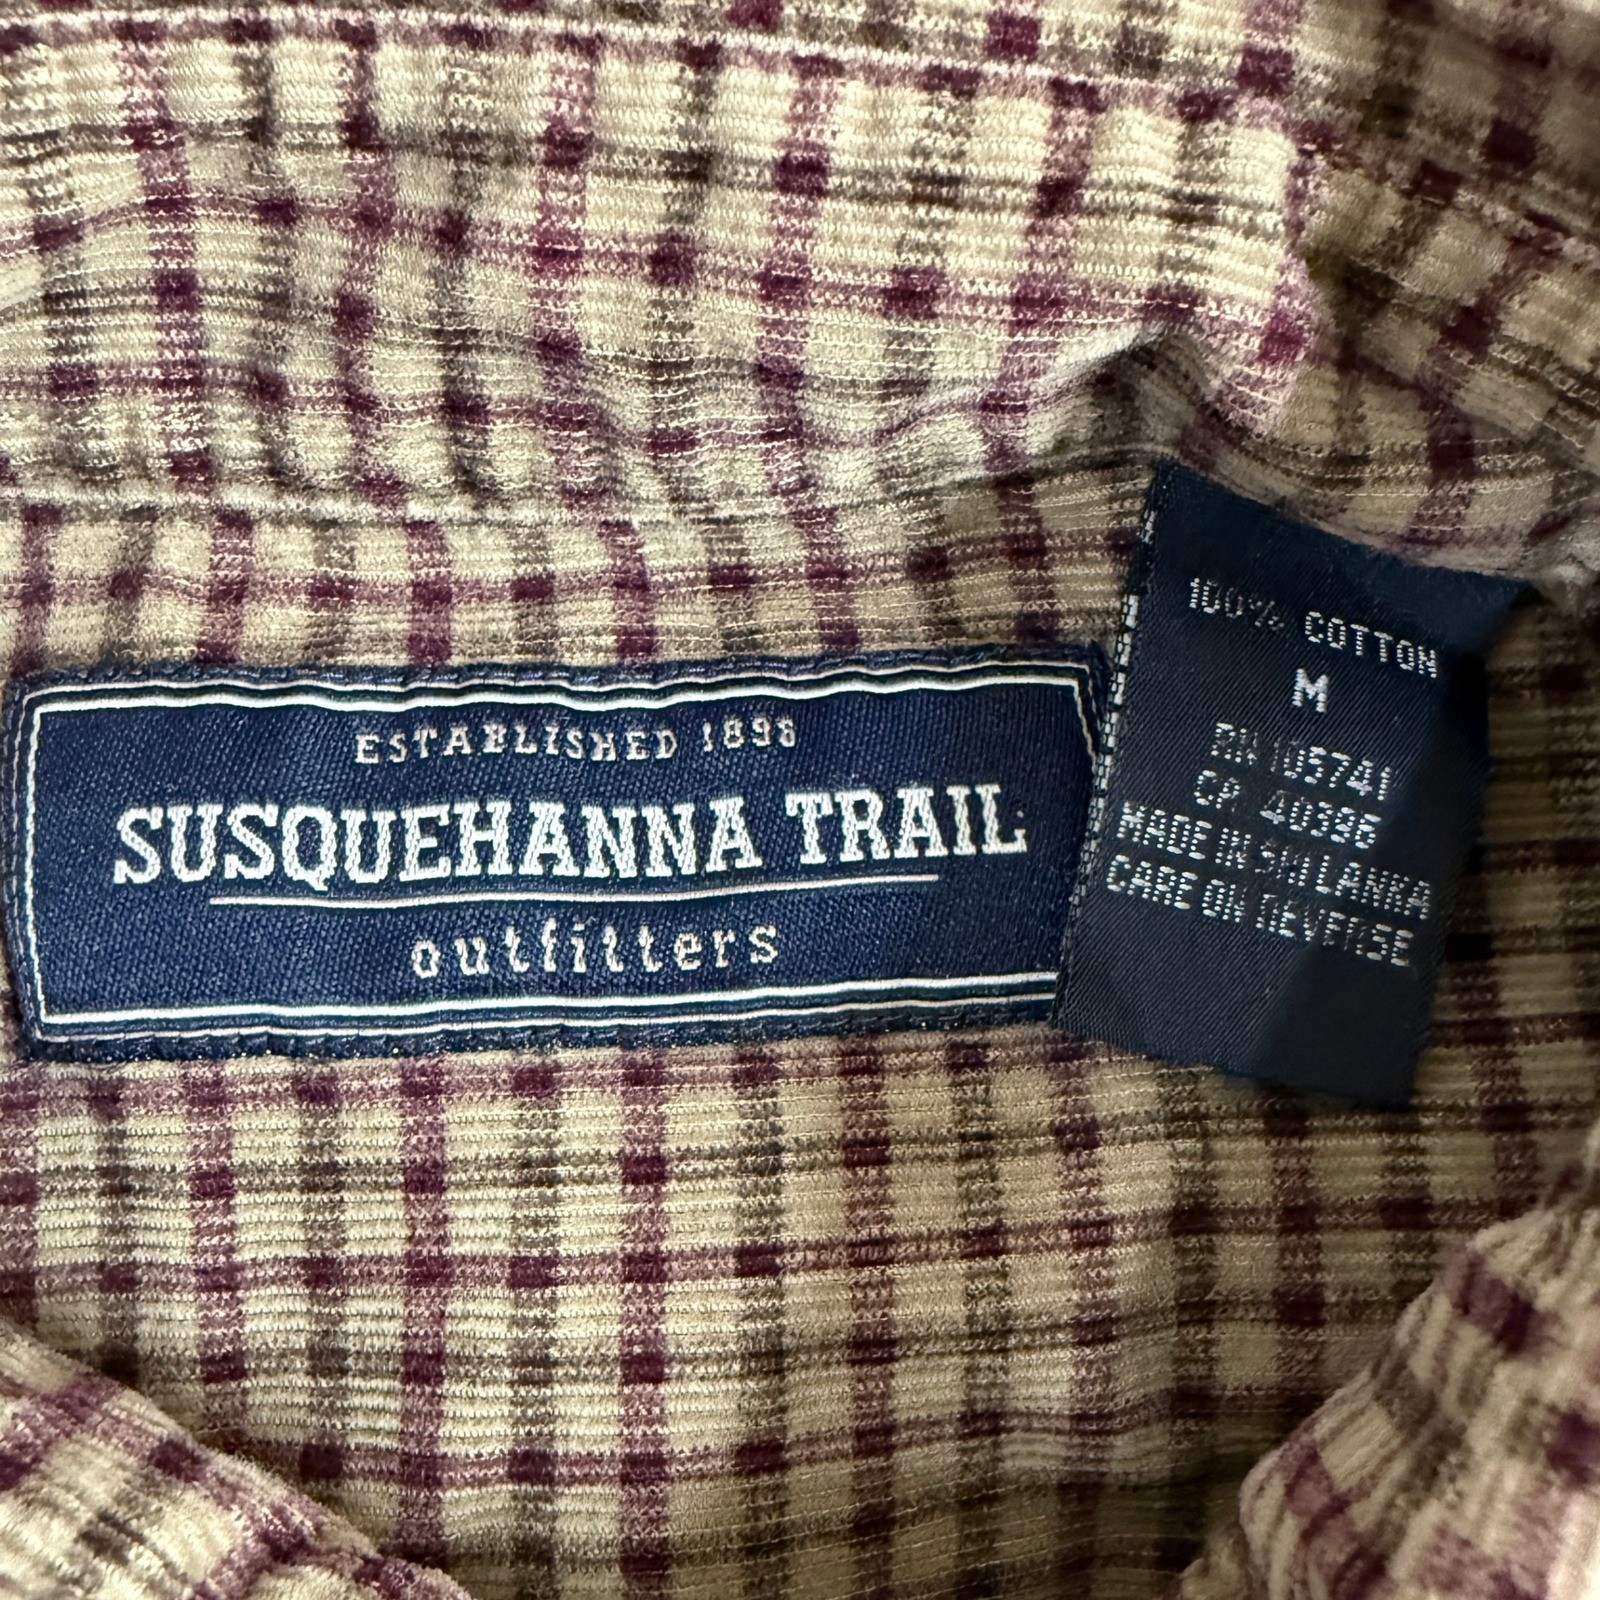 ESTABLISHED 1898
SUSQUEHANNA TRAIL
outfitters
100% COTTON
M
RN 105741
CA 40396
MADE IN SRI LANKA
CARE ON REVERSE